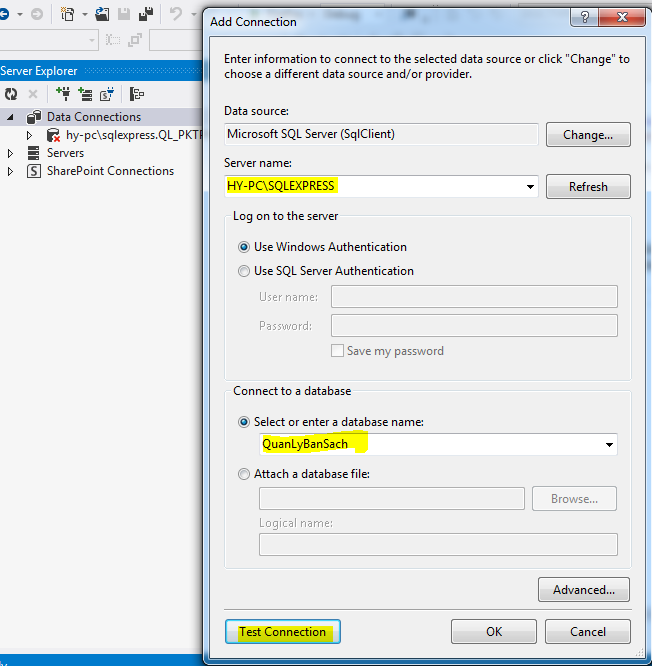 Add Connection
Enter information to connect to the selected data source or click "Change" to
choose a different data source and/or provider.
Data source:
Microsoft SQL Server (SqlClient)
Change...
Server name:
HY-PC\SQLEXPRESS
Refresh
Log on to the server
Use Windows Authentication
Use SQL Server Authentication
User name:
Password:
Save my password
Connect to a database
Select or enter a database name:
QuanLyBanSach
Attach a database file:
Browse...
Logical name:
Advanced...
Test Connection
OK
Cancel
Server Explorer
Data Connections
hy-pc\sqlexpress.QL_PKTP
Servers
SharePoint Connections